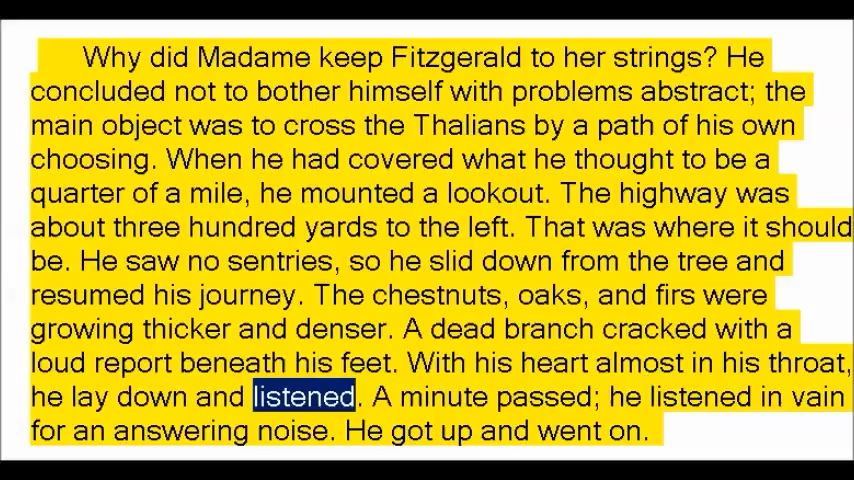 Why did Madame keep Fitzgerald to her strings? He
concluded not to bother himself with problems abstract; the
main object was to cross the Thalians by a path of his own
choosing. When he had covered what he thought to be a
quarter of a mile, he mounted a lookout. The highway was
about three hundred yards to the left. That was where it should
be. He saw no sentries, so he slid down from the tree and
resumed his journey. The chestnuts, oaks, and firs were
growing thicker and denser. A dead branch cracked with a
loud report beneath his feet. With his heart almost in his throat,
he lay down and listened. A minute passed; he listened in vain
for an answering noise. He got up and went on.